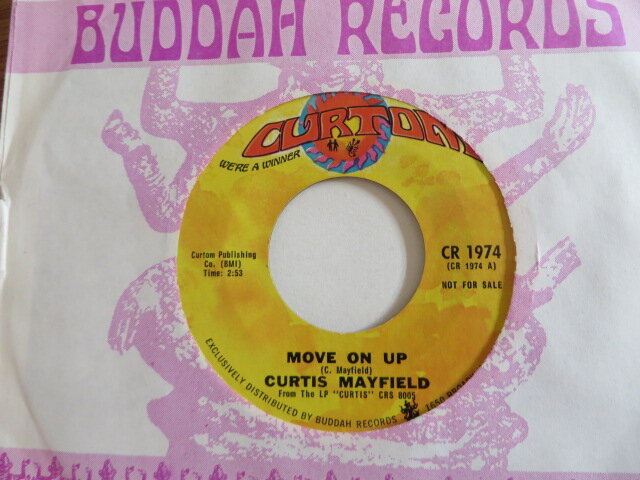 BUDDAH RECORDS
CURTOM
WE'RE A WINNER
Curtom Publishing
Co. (BMI)
Time: 2:53
CR 1974
(CR 1974 A)
NOT FOR SALE
MOVE ON UP
(C. Mayfield)
CURTIS MAYFIELD
From The LP "CURTIS" CRS 8005
EXCLUSIVELY DISTRIBUTED BY BUDDAH RECORDS 1650